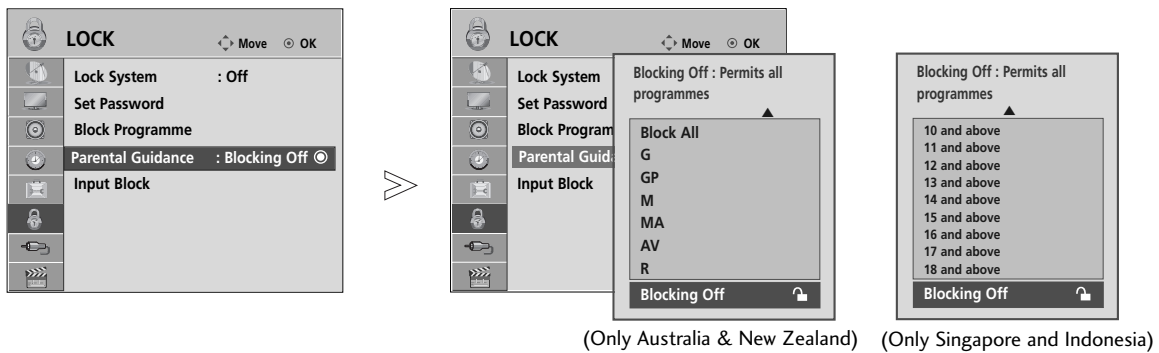 LOCK
Move OK
Lock System : Off
Set Password
Block Programme
Parental Guidance : Blocking Off
Input Block
LOCK
Move OK
Lock System
Set Password
Block Program
Parental Guid
Input Block
Blocking Off : Permits all
programmes
Block All
G
GP
M
MA
AV
R
Blocking Off
(Only Australia & New Zealand)
Blocking Off : Permits all
programmes
10 and above
11 and above
12 and above
13 and above
14 and above
15 and above
16 and above
17 and above
18 and above
Blocking Off
(Only Singapore and Indonesia)